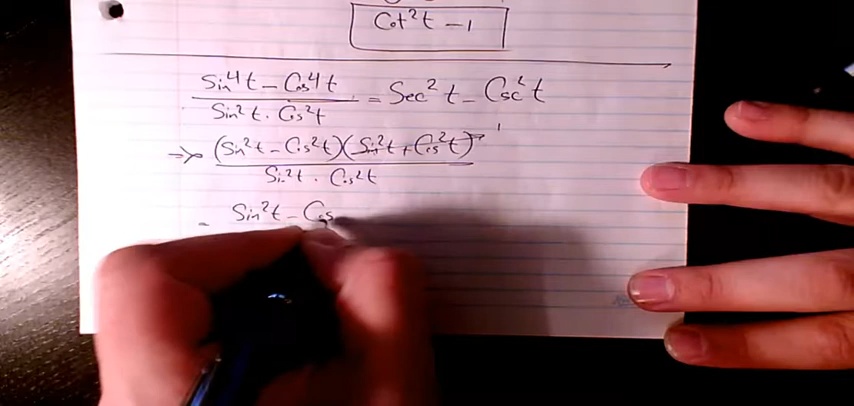 Cot²t - 1
Sin⁴t - Cos⁴t / Sin²t · Cos²t = Sec²t - Csc²t
=> (Sin²t - Cos²t)(Sin²t + Cos²t) 1 / Sin²t · Cos²t
= Sin²t - Cos